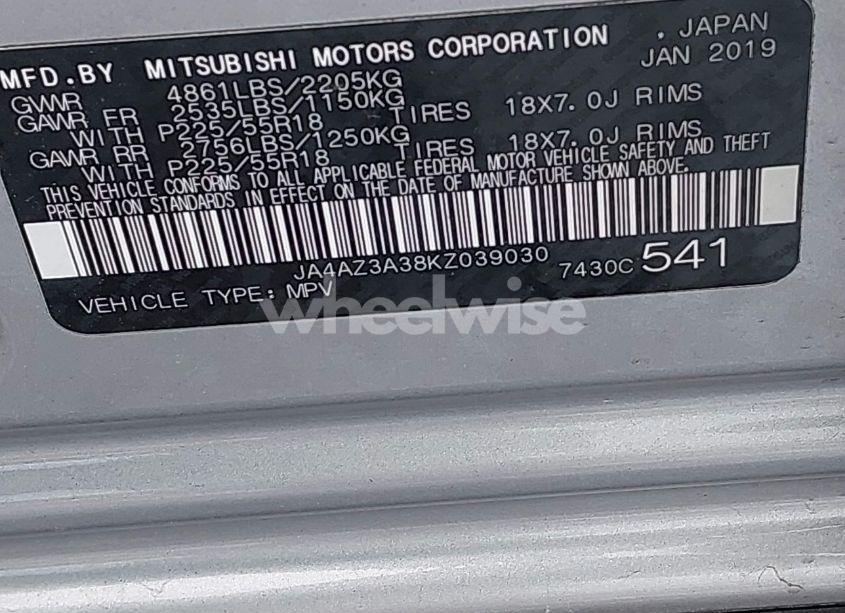 MFD.BY MITSUBISHI MOTORS CORPORATION . JAPAN
JAN 2019
GVWR 4861LBS/2205KG
GAWR FR 2535LBS/1150KG
WITH P225/55R18 TIRES 18X7.0J RIMS
GAWR RR 2756LBS/1250KG
WITH P225/55R18 TIRES 18X7.0J RIMS
THIS VEHICLE CONFORMS TO ALL APPLICABLE FEDERAL MOTOR VEHICLE SAFETY AND THEFT
PREVENTION STANDARDS IN EFFECT ON THE DATE OF MANUFACTURE SHOWN ABOVE.
JA4AZ3A38KZ039030
7430C 541
VEHICLE TYPE: MPV
wheelwise